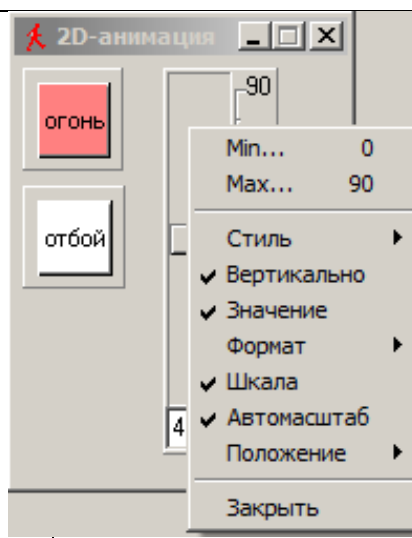 2D-анимация
огонь
90
отбой
4
Min... 0
Max... 90
Стиль
Вертикально
Значение
Формат
Шкала
Автомасштаб
Положение
Закрыть